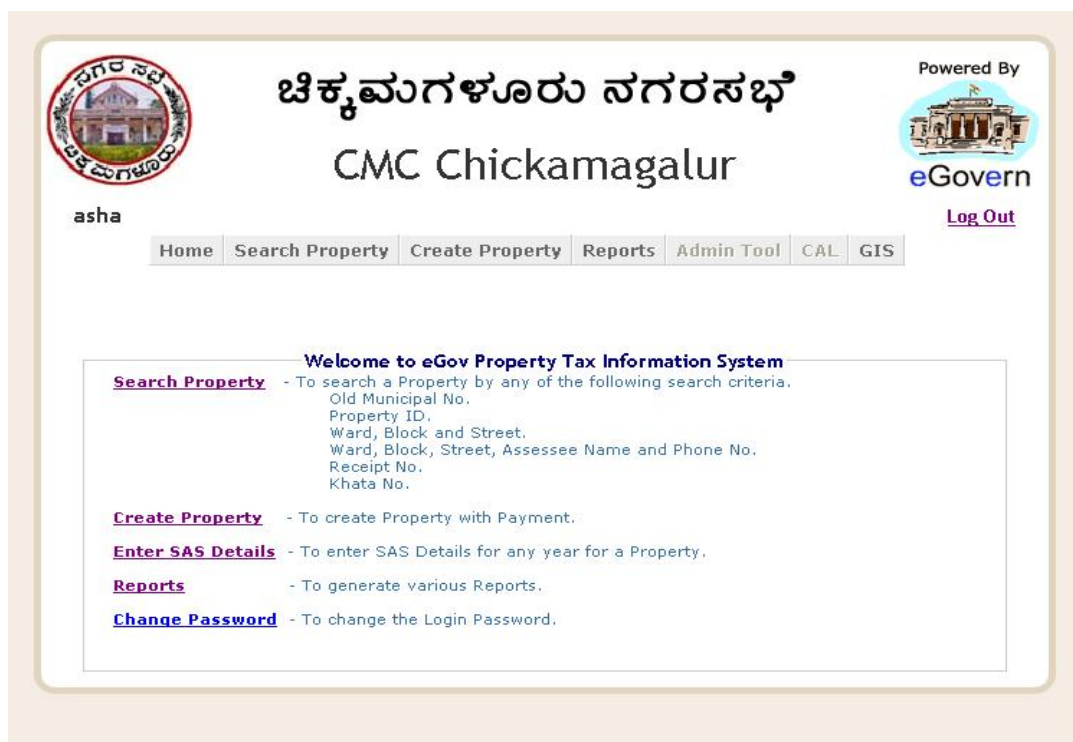 ನಗರ ಸಭೆ
ಚಿಕ್ಕಮಗಳೂರು
ಚಿಕ್ಕಮಗಳೂರು ನಗರಸಭೆ
CMC Chickamagalur
Powered By
eGovern
asha
Log Out
Home Search Property Create Property Reports Admin Tool CAL GIS
Welcome to eGov Property Tax Information System
Search Property - To search a Property by any of the following search criteria.
Old Municipal No.
Property ID.
Ward, Block and Street.
Ward, Block, Street, Assessee Name and Phone No.
Receipt No.
Khata No.
Create Property - To create Property with Payment.
Enter SAS Details - To enter SAS Details for any year for a Property.
Reports - To generate various Reports.
Change Password - To change the Login Password.